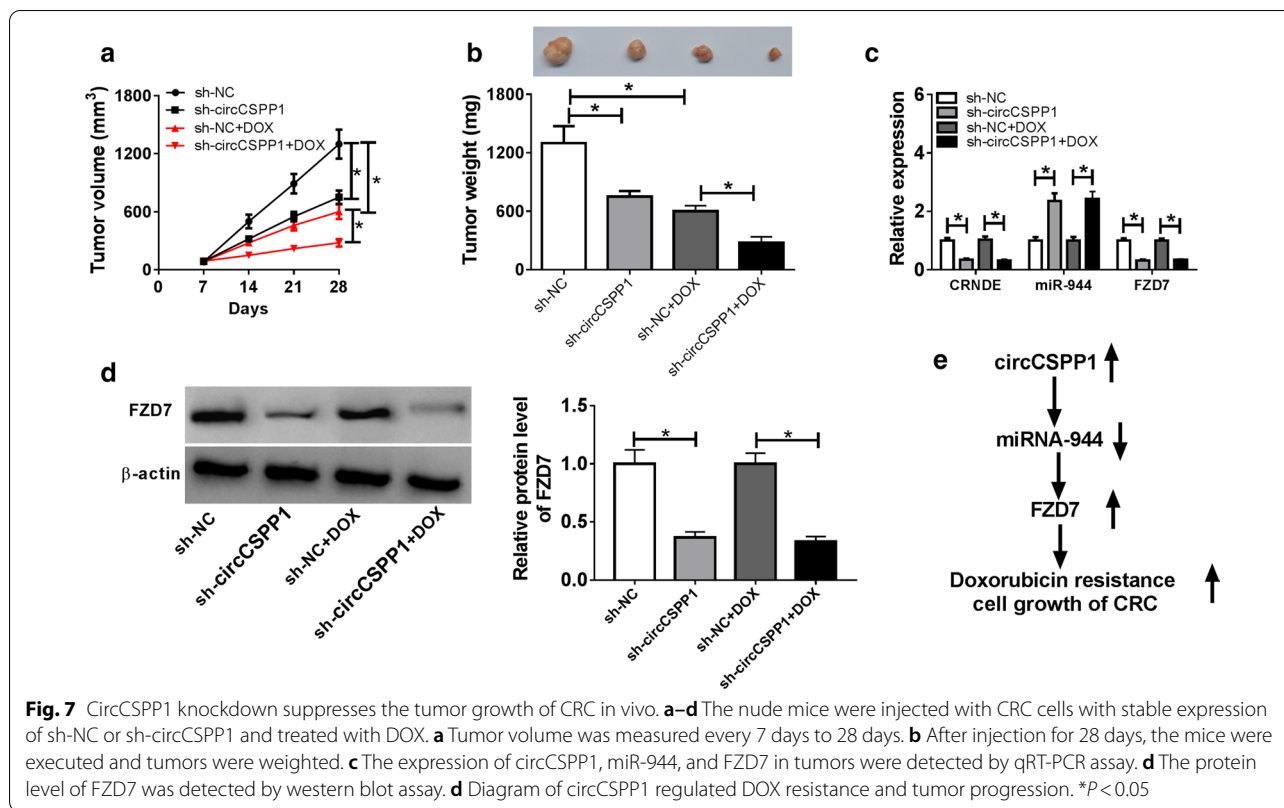 a
sh-NC
sh-circCSPP1
sh-NC+DOX
sh-circCSPP1+DOX
Tumor volume (mm³)
1800
1200
600
0
0 7 14 21 28
Days
*
*
*
b
Tumor weight (mg)
1800
1200
600
0
*
*
*
sh-NC
sh-circCSPP1
sh-NC+DOX
sh-circCSPP1+DOX
c
Relative expression
6
4
2
0
sh-NC
sh-circCSPP1
sh-NC+DOX
sh-circCSPP1+DOX
* * * * * *
CRNDE miR-944 FZD7
d
FZD7
β-actin
sh-NC
sh-circCSPP1
sh-NC+DOX
sh-circCSPP1+DOX
Relative protein level
of FZD7
1.5
1.0
0.5
0.0
* *
sh-NC
sh-circCSPP1
sh-NC+DOX
sh-circCSPP1+DOX
e
circCSPP1
miRNA-944
FZD7
Doxorubicin resistance
cell growth of CRC
Fig. 7 CircCSPP1 knockdown suppresses the tumor growth of CRC in vivo. a–d The nude mice were injected with CRC cells with stable expression
of sh-NC or sh-circCSPP1 and treated with DOX. a Tumor volume was measured every 7 days to 28 days. b After injection for 28 days, the mice were
executed and tumors were weighted. c The expression of circCSPP1, miR-944, and FZD7 in tumors were detected by qRT-PCR assay. d The protein
level of FZD7 was detected by western blot assay. d Diagram of circCSPP1 regulated DOX resistance and tumor progression. *P < 0.05